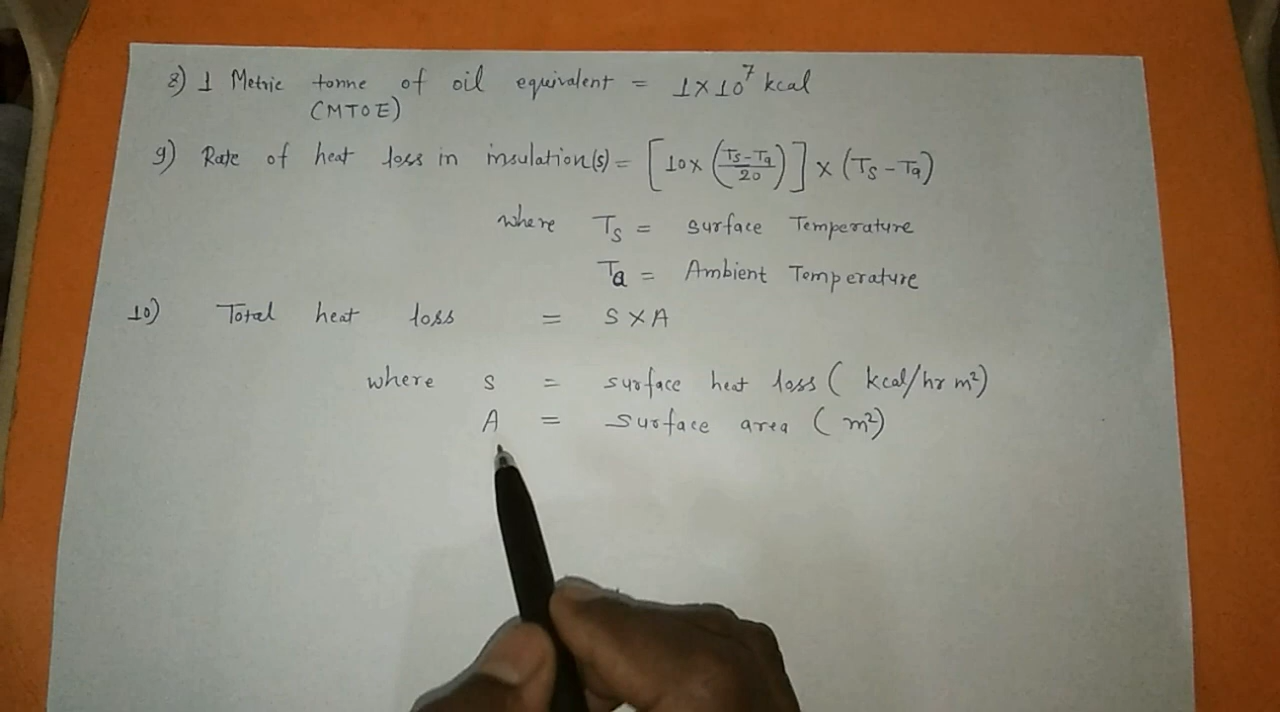 8) 1 Metric tonne of oil equivalent = 1 × 10⁷ kcal
(MTOE)
9) Rate of heat loss in insulation(s) = [10 × (Ts - Ta / 20)] × (Ts - Ta)
where Ts = surface Temperature
Ta = Ambient Temperature
10) Total heat loss = S × A
where S = surface heat loss ( kcal/hr m²)
A = surface area ( m²)